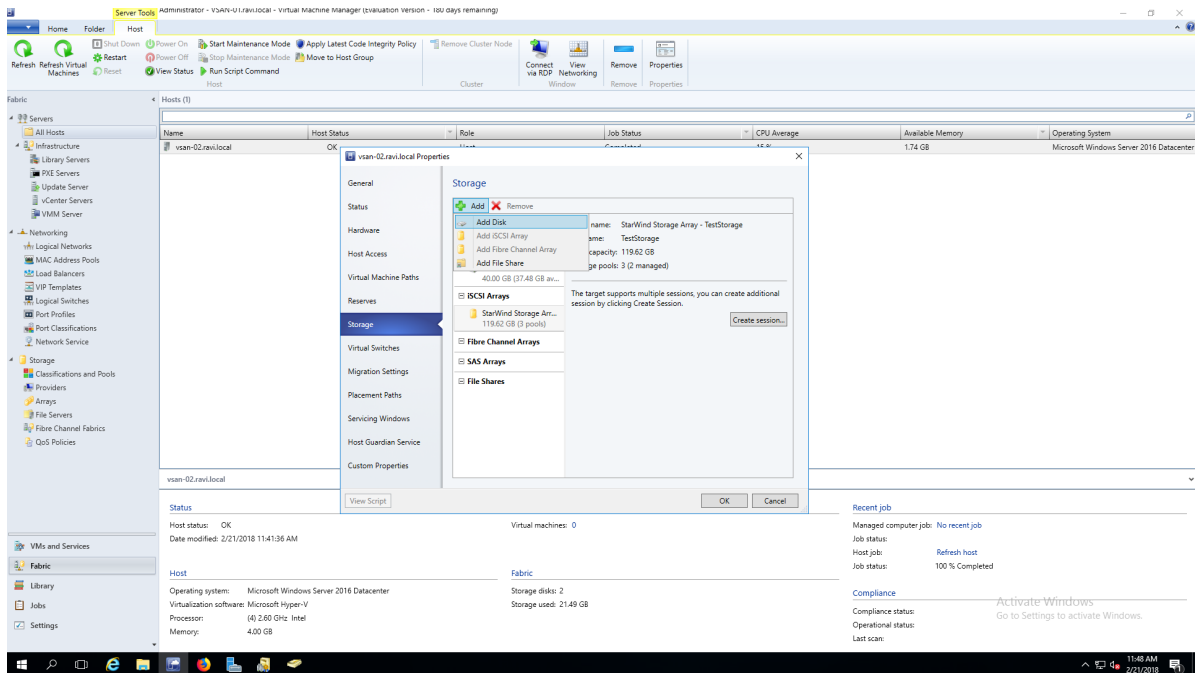 Server Tools
Administrator - VSAN-01.ravi.local - Virtual Machine Manager (Evaluation Version - 180 days remaining)
Home Folder Host
Refresh
Refresh Virtual Machines
Shut Down
Restart
Reset
Power On
Power Off
View Status
Start Maintenance Mode
Stop Maintenance Mode
Run Script Command
Apply Latest Code Integrity Policy
Move to Host Group
Host
Remove Cluster Node
Cluster
Connect via RDP
View Networking
Window
Remove
Remove
Properties
Properties
Fabric
Servers
All Hosts
Infrastructure
Library Servers
PXE Servers
Update Server
vCenter Servers
VMM Server
Networking
Logical Networks
MAC Address Pools
Load Balancers
VIP Templates
Logical Switches
Port Profiles
Port Classifications
Network Service
Storage
Classifications and Pools
Providers
Arrays
File Servers
Fibre Channel Fabrics
QoS Policies
VMs and Services
Fabric
Library
Jobs
Settings
Hosts (1)
Name Host Status Role Job Status CPU Average Available Memory Operating System
vsan-02.ravi.local OK Host Completed 15 % 1.74 GB Microsoft Windows Server 2016 Datacenter
vsan-02.ravi.local Properties
General
Status
Hardware
Host Access
Virtual Machine Paths
Reserves
Storage
Virtual Switches
Migration Settings
Placement Paths
Servicing Windows
Host Guardian Service
Custom Properties
Storage
Add Remove
Add Disk
Add iSCSI Array
Add Fibre Channel Array
Add File Share
40.00 GB (37.48 GB av...
iSCSI Arrays
StarWind Storage Arr...
119.62 GB (3 pools)
Fibre Channel Arrays
SAS Arrays
File Shares
name: StarWind Storage Array - TestStorage
ame: TestStorage
capacity: 119.62 GB
ge pools: 3 (2 managed)
The target supports multiple sessions, you can create additional
session by clicking Create Session.
Create session...
View Script
OK Cancel
vsan-02.ravi.local
Status
Host status: OK
Date modified: 2/21/2018 11:41:36 AM
Virtual machines: 0
Host
Operating system: Microsoft Windows Server 2016 Datacenter
Virtualization software: Microsoft Hyper-V
Processor: (4) 2.60 GHz Intel
Memory: 4.00 GB
Fabric
Storage disks: 2
Storage used: 21.49 GB
Recent job
Managed computer job: No recent job
Job status:
Host job: Refresh host
Job status: 100 % Completed
Compliance
Compliance status:
Operational status:
Last scan:
Activate Windows
Go to Settings to activate Windows.
11:48 AM
2/21/2018